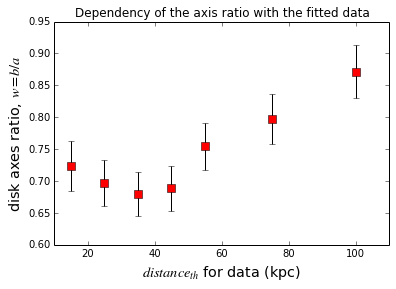 Dependency of the axis ratio with the fitted data
disk axes ratio, w=b/a
0.95
0.90
0.85
0.80
0.75
0.70
0.65
0.60
20 40 60 80 100
distance_th for data (kpc)